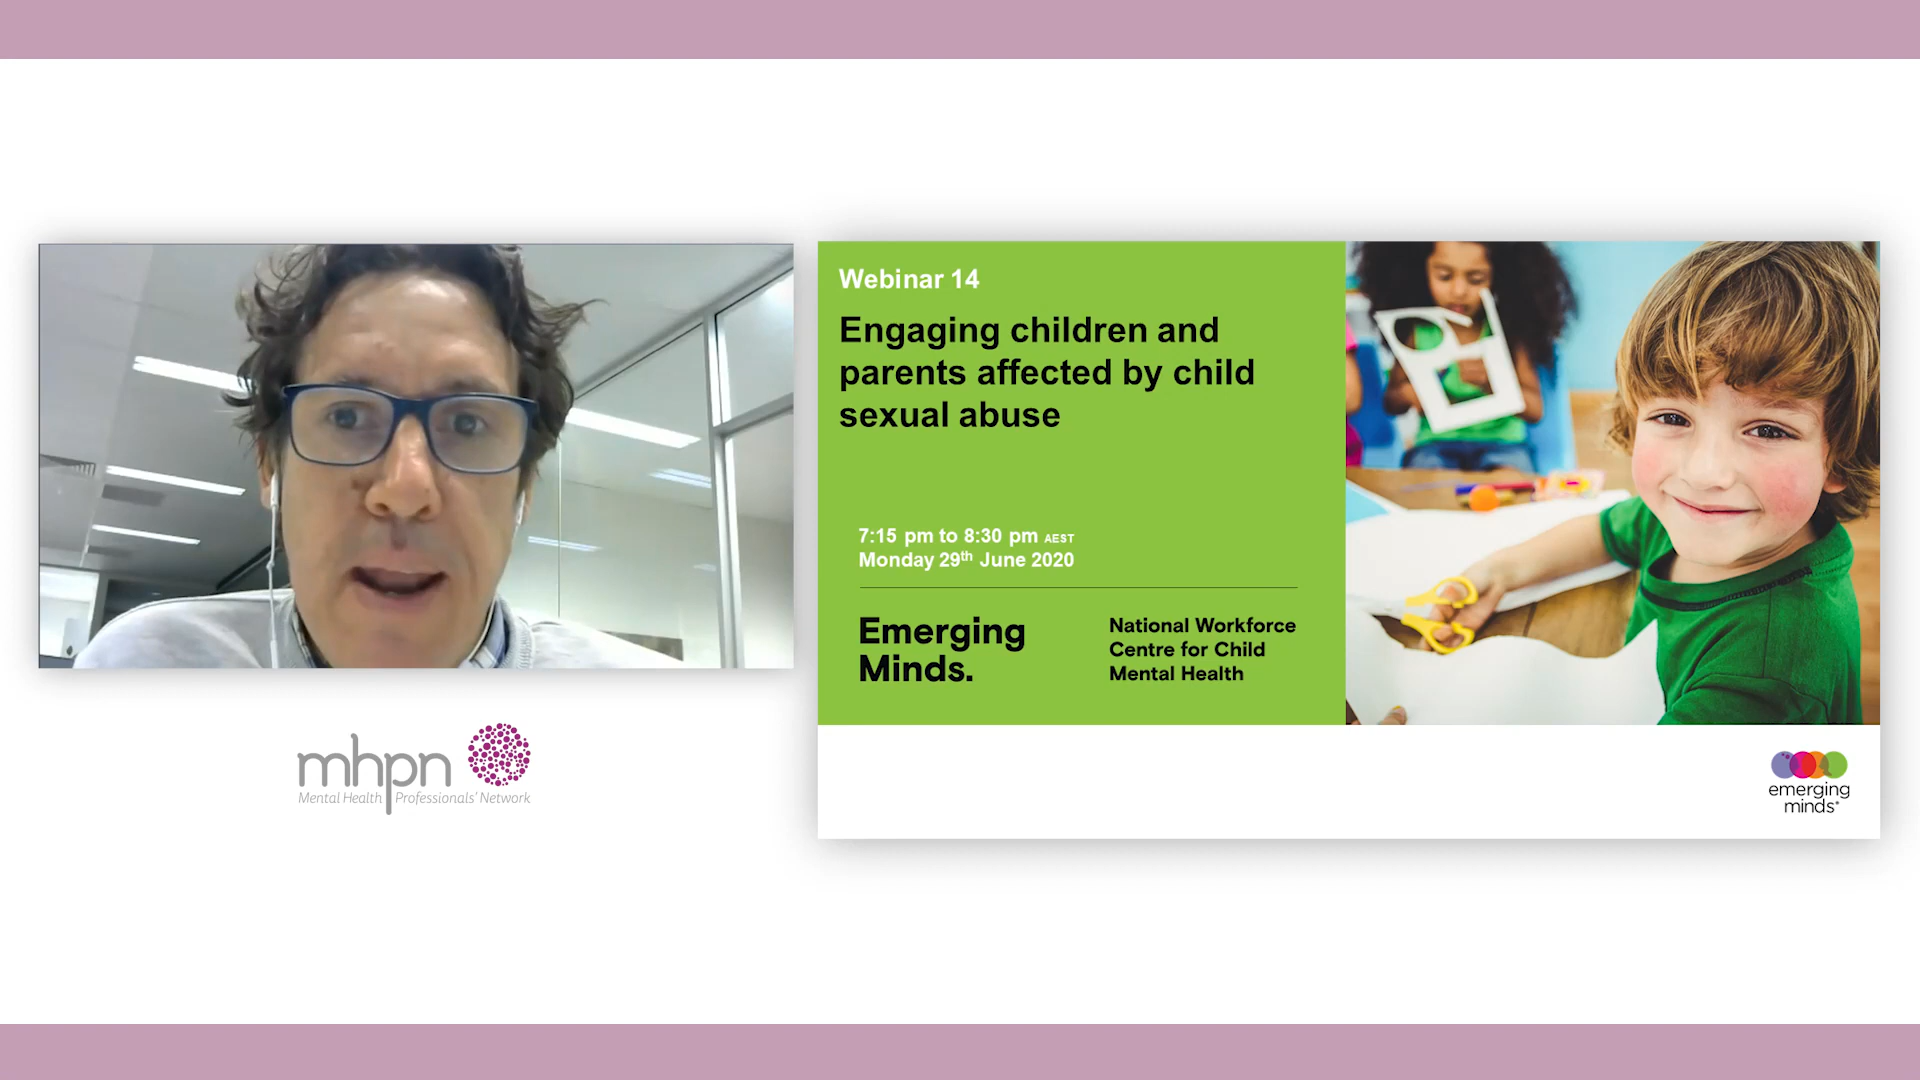 Webinar 14
Engaging children and
parents affected by child
sexual abuse
7:15 pm to 8:30 pm AEST
Monday 29th June 2020
Emerging
Minds.
National Workforce
Centre for Child
Mental Health
mhpn
Mental Health Professionals' Network
emerging
minds